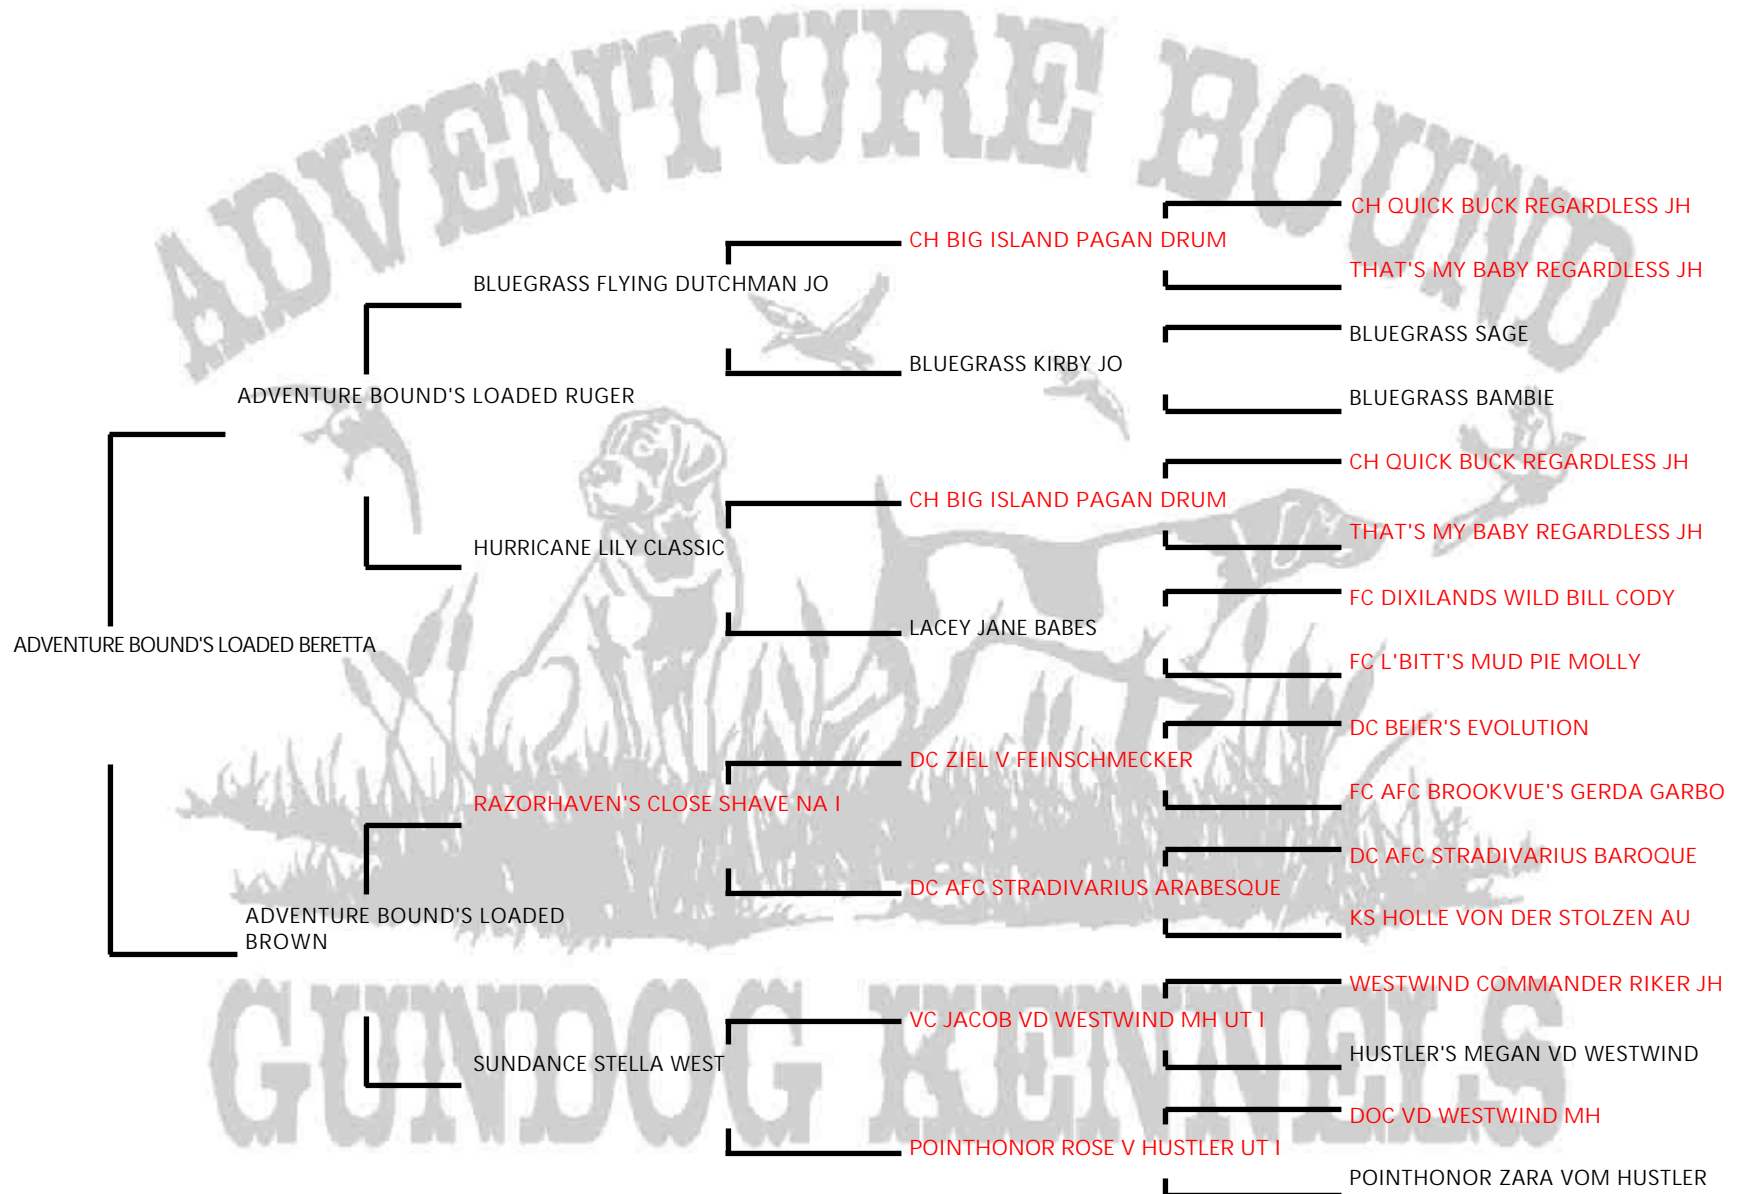 ADVENTURE BOUND
CH QUICK BUCK REGARDLESS JH
CH BIG ISLAND PAGAN DRUM
THAT'S MY BABY REGARDLESS JH
BLUEGRASS FLYING DUTCHMAN JO
BLUEGRASS SAGE
BLUEGRASS KIRBY JO
ADVENTURE BOUND'S LOADED RUGER
BLUEGRASS BAMBIE
CH QUICK BUCK REGARDLESS JH
CH BIG ISLAND PAGAN DRUM
THAT'S MY BABY REGARDLESS JH
HURRICANE LILY CLASSIC
FC DIXILANDS WILD BILL CODY
LACEY JANE BABES
ADVENTURE BOUND'S LOADED BERETTA
FC L'BITT'S MUD PIE MOLLY
DC BEIER'S EVOLUTION
DC ZIEL V FEINSCHMECKER
RAZORHAVEN'S CLOSE SHAVE NA I
FC AFC BROOKVUE'S GERDA GARBO
DC AFC STRADIVARIUS BAROQUE
DC AFC STRADIVARIUS ARABESQUE
ADVENTURE BOUND'S LOADED
BROWN
KS HOLLE VON DER STOLZEN AU
WESTWIND COMMANDER RIKER JH
VC JACOB VD WESTWIND MH UT I
GUNDOG KENNELS
SUNDANCE STELLA WEST
HUSTLER'S MEGAN VD WESTWIND
DOC VD WESTWIND MH
POINTHONOR ROSE V HUSTLER UT I
POINTHONOR ZARA VOM HUSTLER